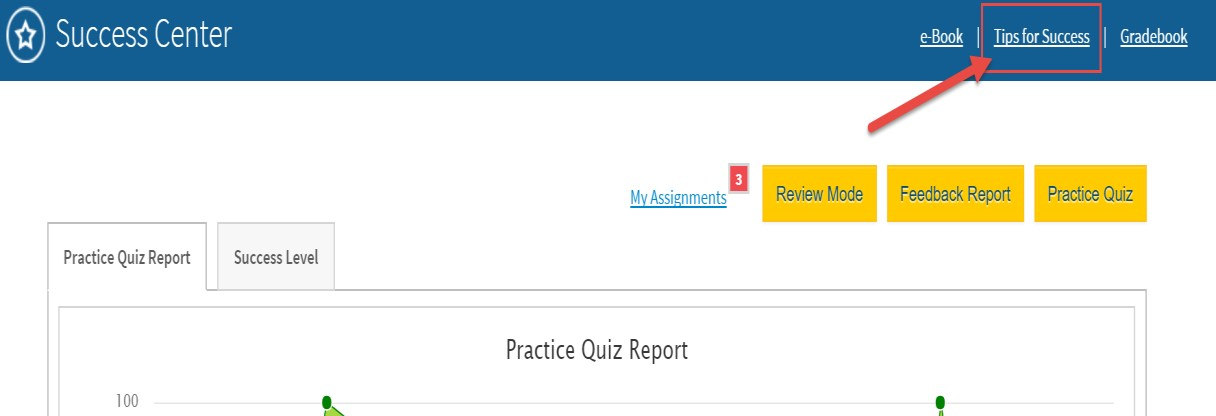 Success Center
e-Book | Tips for Success | Gradebook
My Assignments 3
Review Mode
Feedback Report
Practice Quiz
Practice Quiz Report
Success Level
Practice Quiz Report
100